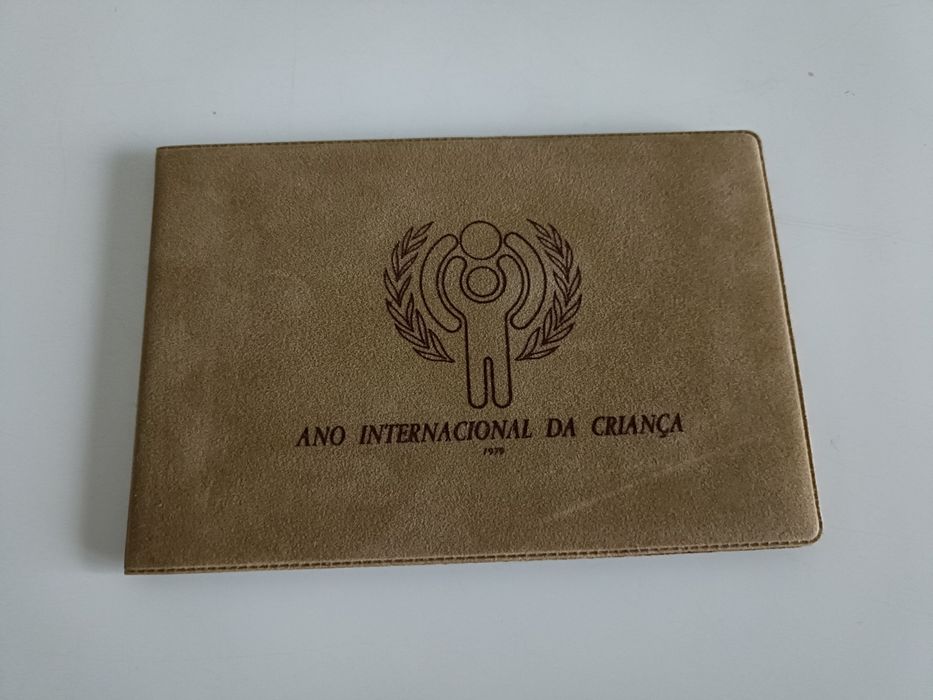 ANO INTERNACIONAL DA CRIANÇA
1979